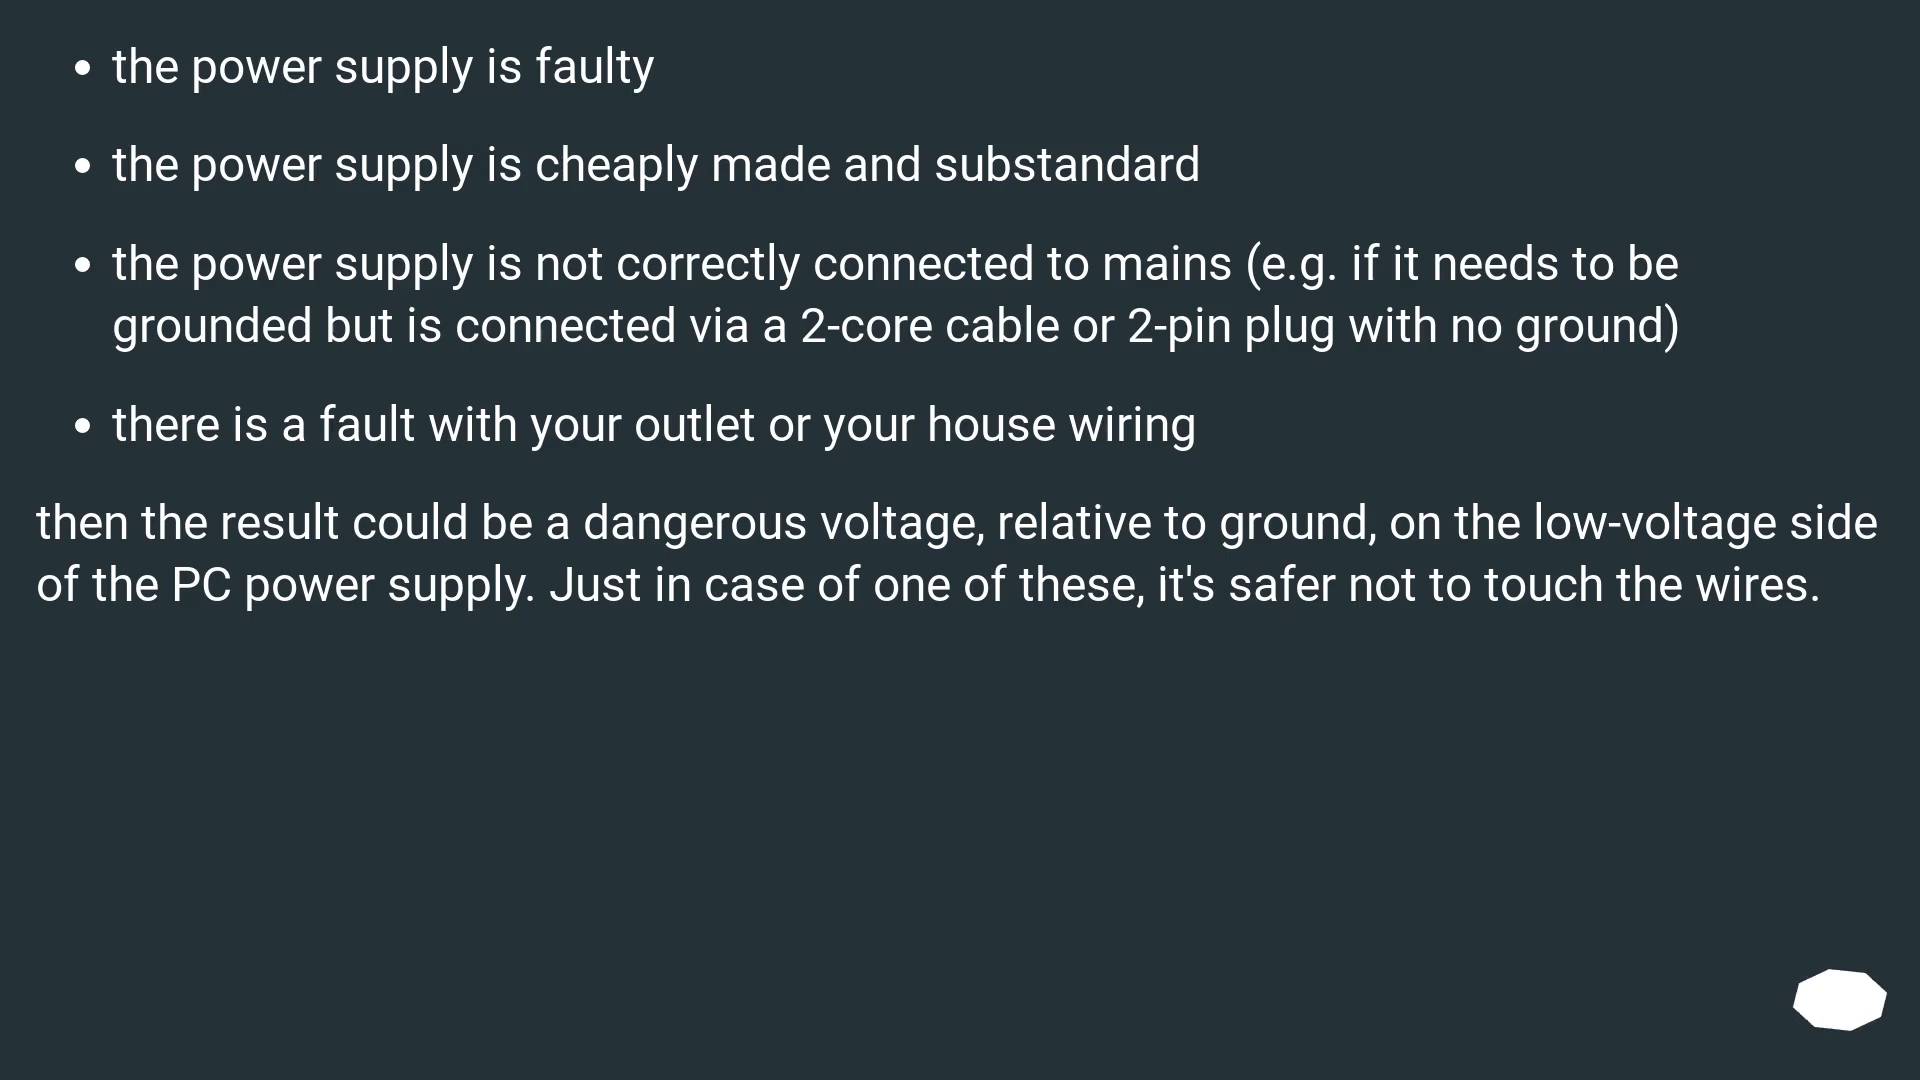 • the power supply is faulty
• the power supply is cheaply made and substandard
• the power supply is not correctly connected to mains (e.g. if it needs to be
grounded but is connected via a 2-core cable or 2-pin plug with no ground)
• there is a fault with your outlet or your house wiring
then the result could be a dangerous voltage, relative to ground, on the low-voltage side
of the PC power supply. Just in case of one of these, it's safer not to touch the wires.